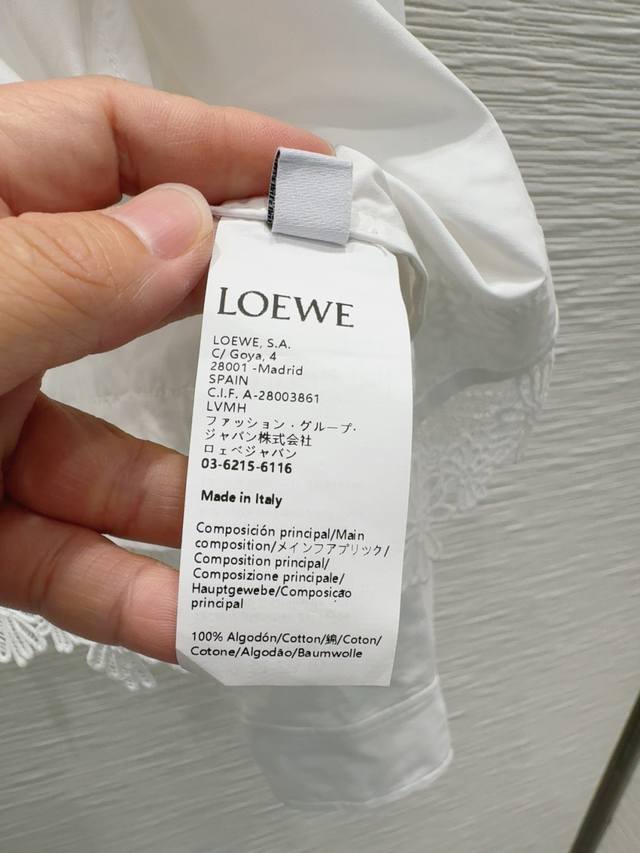 LOEWE
LOEWE, S.A.
C/ Goya, 4
28001 -Madrid
SPAIN
C.I.F. A-28003861
LVMH
ファッション・グループ・
ジャパン株式会社
ロェベジャパン
03-6215-6116
Made in Italy
Composición principal/Main
composition/メインファブリック/
Composition principal/
Composizione principale/
Hauptgewebe/Composição
principal
100% Algodón/Cotton/綿/Coton/
Cotone/Algodão/Baumwolle